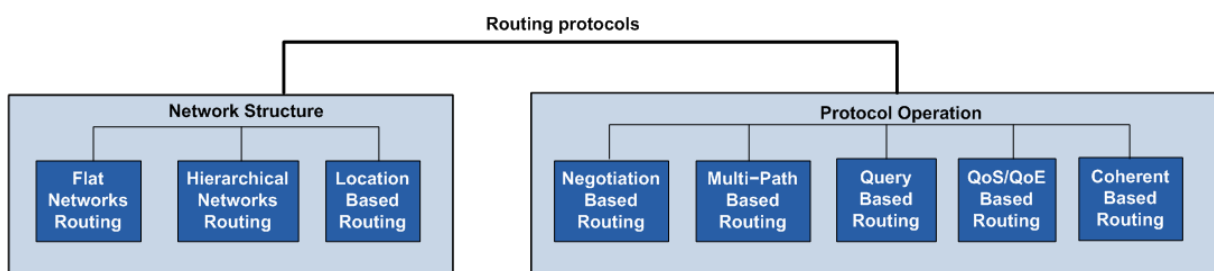 Routing protocols
Network Structure
Flat
Networks
Routing
Hierarchical
Networks
Routing
Location
Based
Routing
Protocol Operation
Negotiation
Based
Routing
Multi−Path
Based
Routing
Query
Based
Routing
QoS/QoE
Based
Routing
Coherent
Based
Routing